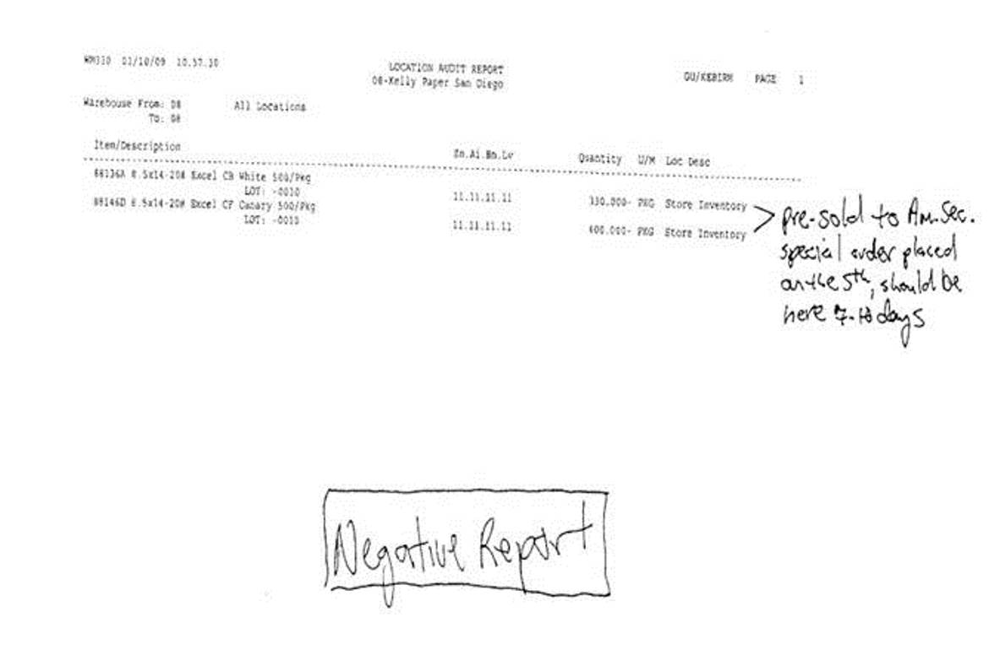 WM310 01/10/09 10.57.30
LOCATION AUDIT REPORT
GU/KEBIRM PAGE 1
08-Kelly Paper San Diego
Warehouse From: 08 All Locations
To: 08
Item/Description Zn.Ai.Bn.Lv Quantity U/M Loc Desc
88136A 8.5x14-20# Excel CB White 500/Pkg
LOT: -0010 11.11.11.11 330.000- PKG Store Inventory
88146D 8.5x14-20# Excel CF Canary 500/Pkg
LOT: -0010 11.11.11.11 600.000- PKG Store Inventory
pre-sold to Am.Sec.
special order placed
on the 5th, should be
here 7-10 days
Negative Report